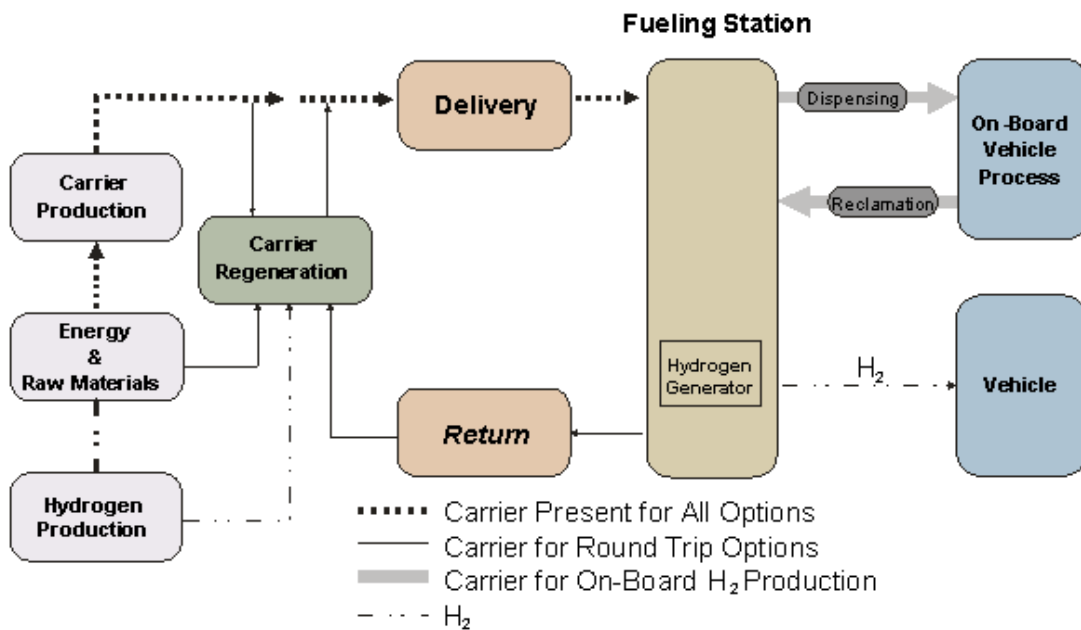 Fueling Station
Delivery
Dispensing
On-Board
Vehicle
Process
Reclamation
Carrier
Production
Carrier
Regeneration
Energy
&
Raw Materials
Hydrogen
Generator
H₂
Vehicle
Return
Hydrogen
Production
Carrier Present for All Options
Carrier for Round Trip Options
Carrier for On-Board H₂ Production
H₂